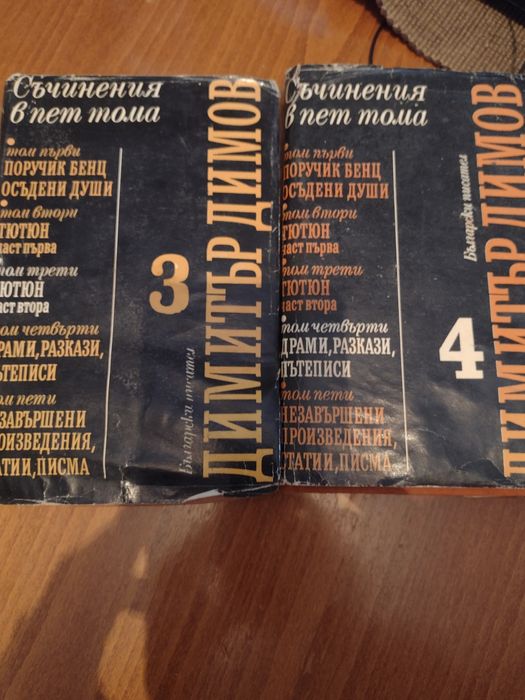 Съчинения
в пет тома
том първи
ПОРУЧИК БЕНЦ
ОСЪДЕНИ ДУШИ
том втори
ТЮТЮН
част първа
том трети
ТЮТЮН
част втора
том четвърти
ДРАМИ, РАЗКАЗИ,
ПЪТЕПИСИ
том пети
НЕЗАВЪРШЕНИ
ПРОИЗВЕДЕНИЯ,
СТАТИИ, ПИСМА
3
Български писател
ДИМИТЪР ДИМОВ
Съчинения
в пет тома
том първи
ПОРУЧИК БЕНЦ
ОСЪДЕНИ ДУШИ
том втори
ТЮТЮН
част първа
том трети
ТЮТЮН
част втора
том четвърти
ДРАМИ, РАЗКАЗИ,
ПЪТЕПИСИ
том пети
НЕЗАВЪРШЕНИ
ПРОИЗВЕДЕНИЯ,
СТАТИИ, ПИСМА
4
Български писател
ДИМИТЪР ДИМОВ